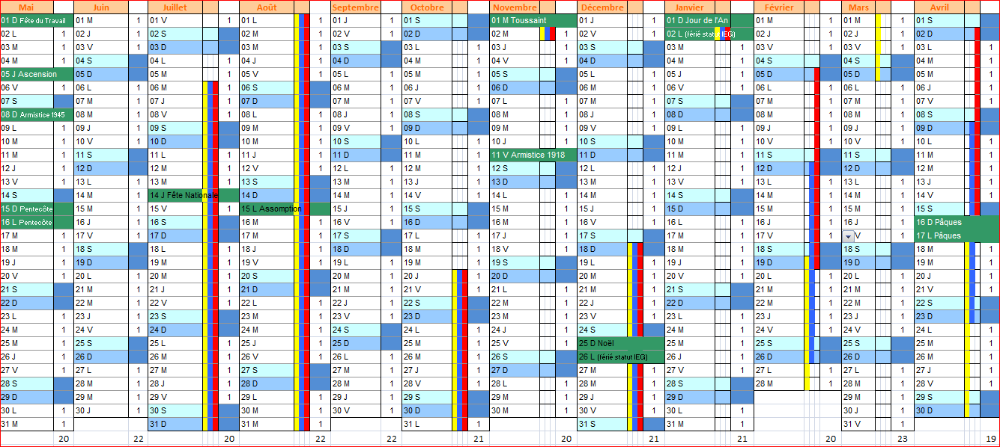 Mai Juin Juillet Août Septembre Octobre Novembre Décembre Janvier Février Mars Avril
01 D Fête du Travail 01 M 1 01 V 1 01 L 1 01 J 1 01 S 01 M Toussaint 01 J 1 01 D Jour de l'An 01 M 1 01 M 1 01 S
02 L 1 02 J 1 02 S 02 M 1 02 V 1 02 D 02 M 1 02 V 1 02 L (férié statut IEG) 02 J 1 02 J 1 02 D
03 M 1 03 V 1 03 D 03 M 1 03 S 03 L 1 03 J 1 03 S 03 M 1 03 V 1 03 V 1 03 L 1
04 M 1 04 S 04 L 1 04 J 1 04 D 04 M 1 04 V 1 04 D 04 M 1 04 S 04 S 04 M 1
05 J Ascension 05 D 05 M 1 05 V 1 05 L 1 05 M 1 05 S 05 L 1 05 J 1 05 D 05 D 05 M 1
06 V 1 06 L 1 06 M 1 06 S 06 M 1 06 J 1 06 D 06 M 1 06 V 1 06 L 1 06 L 1 06 J 1
07 S 07 M 1 07 J 1 07 D 07 M 1 07 V 1 07 L 1 07 M 1 07 S 07 M 1 07 M 1 07 V 1
08 D Armistice 1945 08 M 1 08 V 1 08 L 1 08 J 1 08 S 08 M 1 08 J 1 08 D 08 M 1 08 M 1 08 S
09 L 1 09 J 1 09 S 09 M 1 09 V 1 09 D 09 M 1 09 V 1 09 L 1 09 J 1 09 J 1 09 D
10 M 1 10 V 1 10 D 10 M 1 10 S 10 L 1 10 J 1 10 S 10 M 1 10 V 1 10 V 1 10 L 1
11 M 1 11 S 11 L 1 11 J 1 11 D 11 M 1 11 V Armistice 1918 11 D 11 M 1 11 S 11 S 11 M 1
12 J 1 12 D 12 M 1 12 V 1 12 L 1 12 M 1 12 S 12 L 1 12 J 1 12 D 12 D 12 M 1
13 V 1 13 L 1 13 M 1 13 S 13 M 1 13 J 1 13 D 13 M 1 13 V 1 13 L 1 13 L 1 13 J 1
14 S 14 M 1 14 J Fête Nationale 14 D 14 M 1 14 V 1 14 L 1 14 M 1 14 S 14 M 1 14 M 1 14 V 1
15 D Pentecôte 15 M 1 15 V 1 15 L Assomption 15 J 1 15 S 15 M 1 15 J 1 15 D 15 M 1 15 M 1 15 S
16 L Pentecôte 16 J 1 16 S 16 M 1 16 V 1 16 D 16 M 1 16 V 1 16 L 1 16 J 1 16 J 1 16 D Pâques
17 M 1 17 V 1 17 D 17 M 1 17 S 17 L 1 17 J 1 17 S 17 M 1 17 V 1 V 1 17 L Pâques
18 M 1 18 S 18 L 1 18 J 1 18 D 18 M 1 18 V 1 18 D 18 M 1 18 S 18 S 18 M 1
19 J 1 19 D 19 M 1 19 V 1 19 L 1 19 M 1 19 S 19 L 1 19 J 1 19 D 19 D 19 M 1
20 V 1 20 L 1 20 M 1 20 S 20 M 1 20 J 1 20 D 20 M 1 20 V 1 20 L 1 20 L 1 20 J 1
21 S 21 M 1 21 J 1 21 D 21 M 1 21 V 1 21 L 1 21 M 1 21 S 21 M 1 21 M 1 21 V 1
22 D 22 M 1 22 V 1 22 L 1 22 J 1 22 S 22 M 1 22 J 1 22 D 22 M 1 22 M 1 22 S
23 L 1 23 J 1 23 S 23 M 1 23 V 1 23 D 23 M 1 23 V 1 23 L 1 23 J 1 23 J 1 23 D
24 M 1 24 V 1 24 D 24 M 1 24 S 24 L 1 24 J 1 24 S 24 M 1 24 V 1 24 V 1 24 L 1
25 M 1 25 S 25 L 1 25 J 1 25 D 25 M 1 25 V 1 25 D Noël 25 M 1 25 S 25 S 25 M 1
26 J 1 26 D 26 M 1 26 V 1 26 L 1 26 M 1 26 S 26 L (férié statut IEG) 26 J 1 26 D 26 D 26 M 1
27 V 1 27 L 1 27 M 1 27 S 27 M 1 27 J 1 27 D 27 M 1 27 V 1 27 L 1 27 L 1 27 J 1
28 S 28 M 1 28 J 1 28 D 28 M 1 28 V 1 28 L 1 28 M 1 28 S 28 M 1 28 M 1 28 V 1
29 D 29 M 1 29 V 1 29 L 1 29 J 1 29 S 29 M 1 29 J 1 29 D 29 M 1 29 S
30 L 1 30 J 1 30 S 30 M 1 30 V 1 30 D 30 M 1 30 V 1 30 L 1 30 J 1 30 D
31 M 1 31 D 31 M 1 31 L 1 31 S 31 M 1 31 V 1
20 22 20 22 22 21 20 21 21 20 23 19